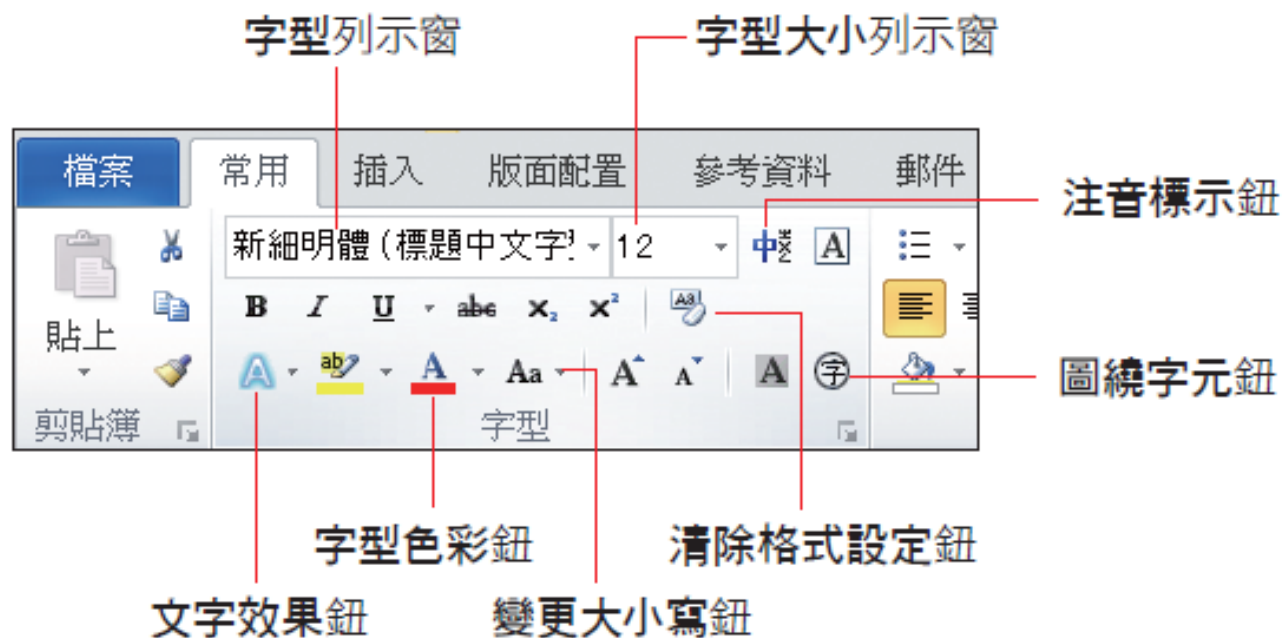 字型列示窗
字型大小列示窗
檔案 常用 插入 版面配置 參考資料 郵件
注音標示鈕
新細明體 (標題中文字 12 中 A
B I U abc x₂ x² Aa
貼上
A ab A Aa A A A 字
圖繞字元鈕
剪貼簿 字型
字型色彩鈕 清除格式設定鈕
文字效果鈕 變更大小寫鈕